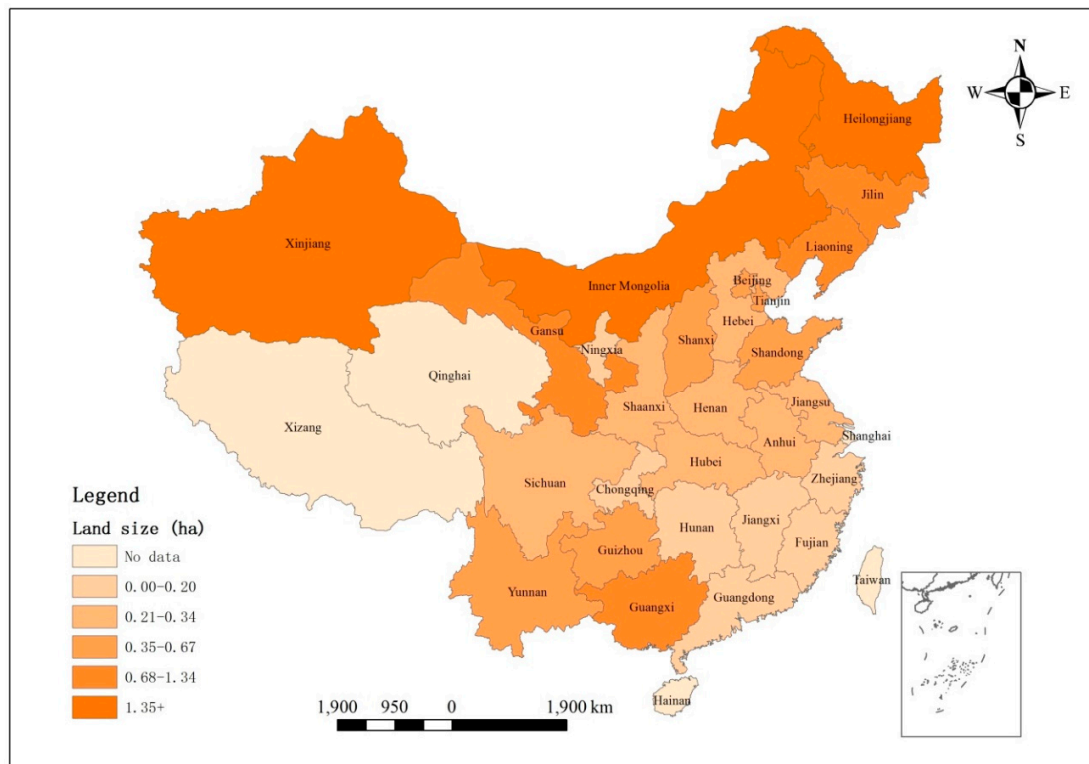 N
W
E
S
Heilongjiang
Jilin
Liaoning
Xinjiang
Inner Mongolia
Beijing
Tianjin
Hebei
Gansu
Shanxi
Ningxia
Shandong
Qinghai
Shaanxi
Henan
Jiangsu
Xizang
Anhui
Shanghai
Hubei
Sichuan
Chongqing
Zhejiang
Hunan
Jiangxi
Fujian
Guizhou
Yunnan
Guangxi
Guangdong
Taiwan
Hainan
Legend
Land size (ha)
No data
0.00-0.20
0.21-0.34
0.35-0.67
0.68-1.34
1.35+
1,900 950 0 1,900 km